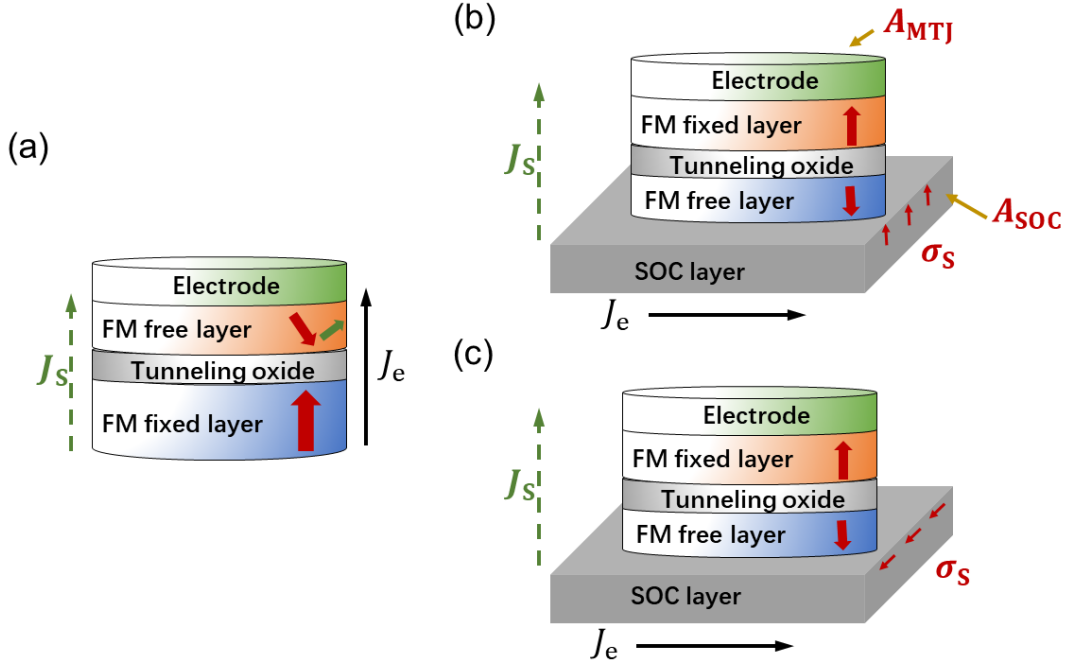 (a)
J_S
Electrode
FM free layer
Tunneling oxide
FM fixed layer
J_e
(b)
A_MTJ
J_S
Electrode
FM fixed layer
Tunneling oxide
FM free layer
A_SOC
σ_S
SOC layer
J_e
(c)
J_S
Electrode
FM fixed layer
Tunneling oxide
FM free layer
σ_S
SOC layer
J_e